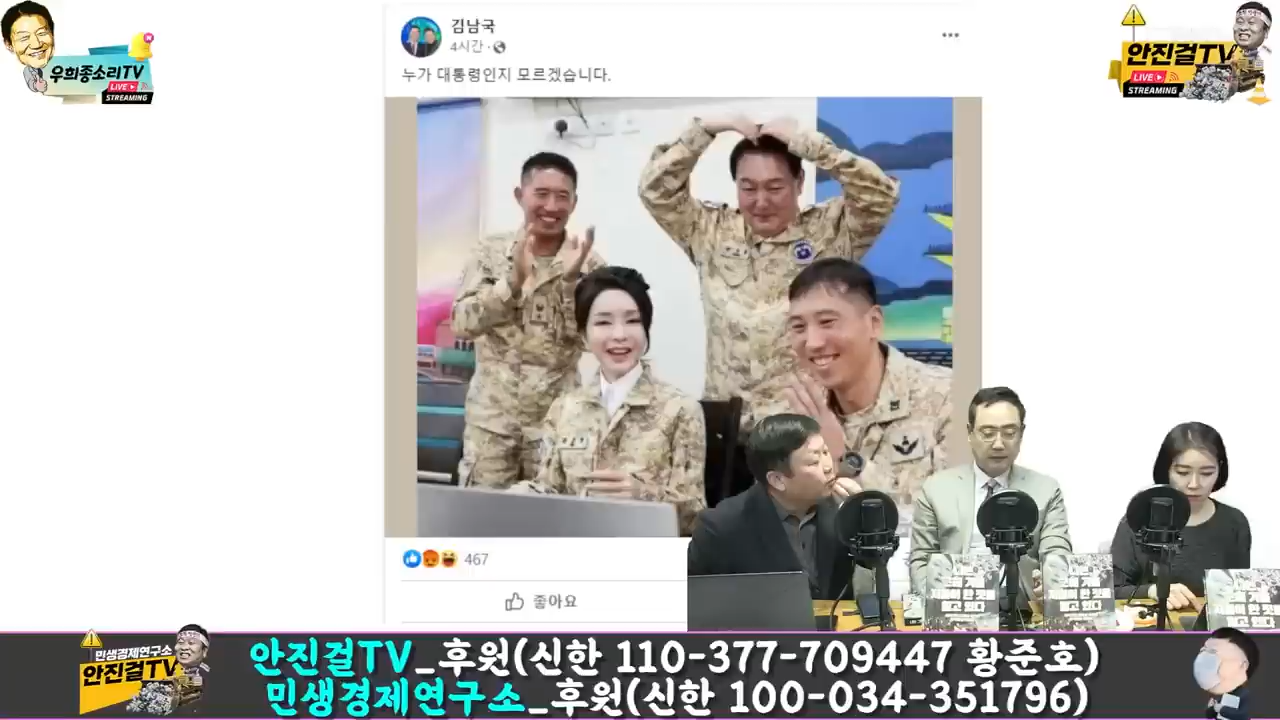 우희종소리TV
LIVE
STREAMING
김남국
4시간
누가 대통령인지 모르겠습니다.
안진걸TV
LIVE
STREAMING
467
좋아요
민생경제연구소
안진걸TV
안진걸TV_후원(신한 110-377-709447 황준호)
민생경제연구소_후원(신한 100-034-351796)